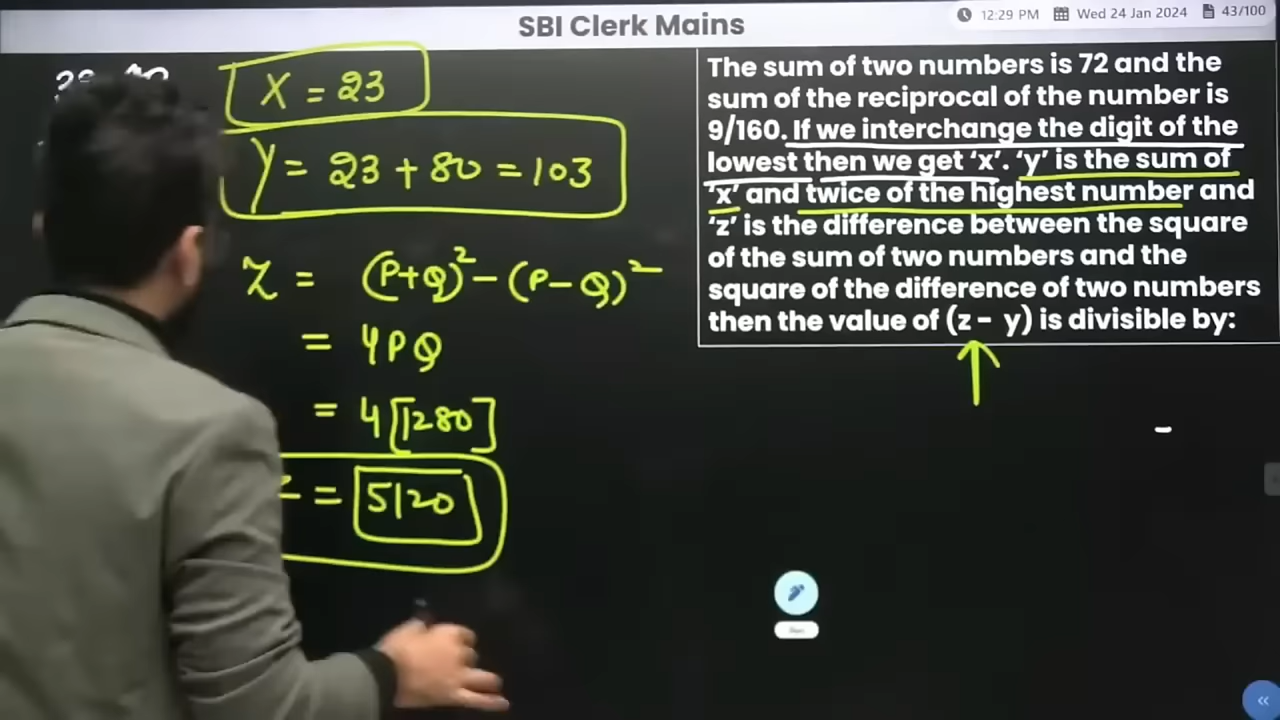 SBI Clerk Mains
12:29 PM Wed 24 Jan 2024 43/100
X = 23
Y = 23 + 80 = 103
Z = (P+Q)² - (P-Q)²
= 4PQ
= 4[1280]
= 5120
The sum of two numbers is 72 and the
sum of the reciprocal of the number is
9/160. If we interchange the digit of the
lowest then we get ‘x’. ‘y’ is the sum of
‘x’ and twice of the highest number and
‘z’ is the difference between the square
of the sum of two numbers and the
square of the difference of two numbers
then the value of (z - y) is divisible by: